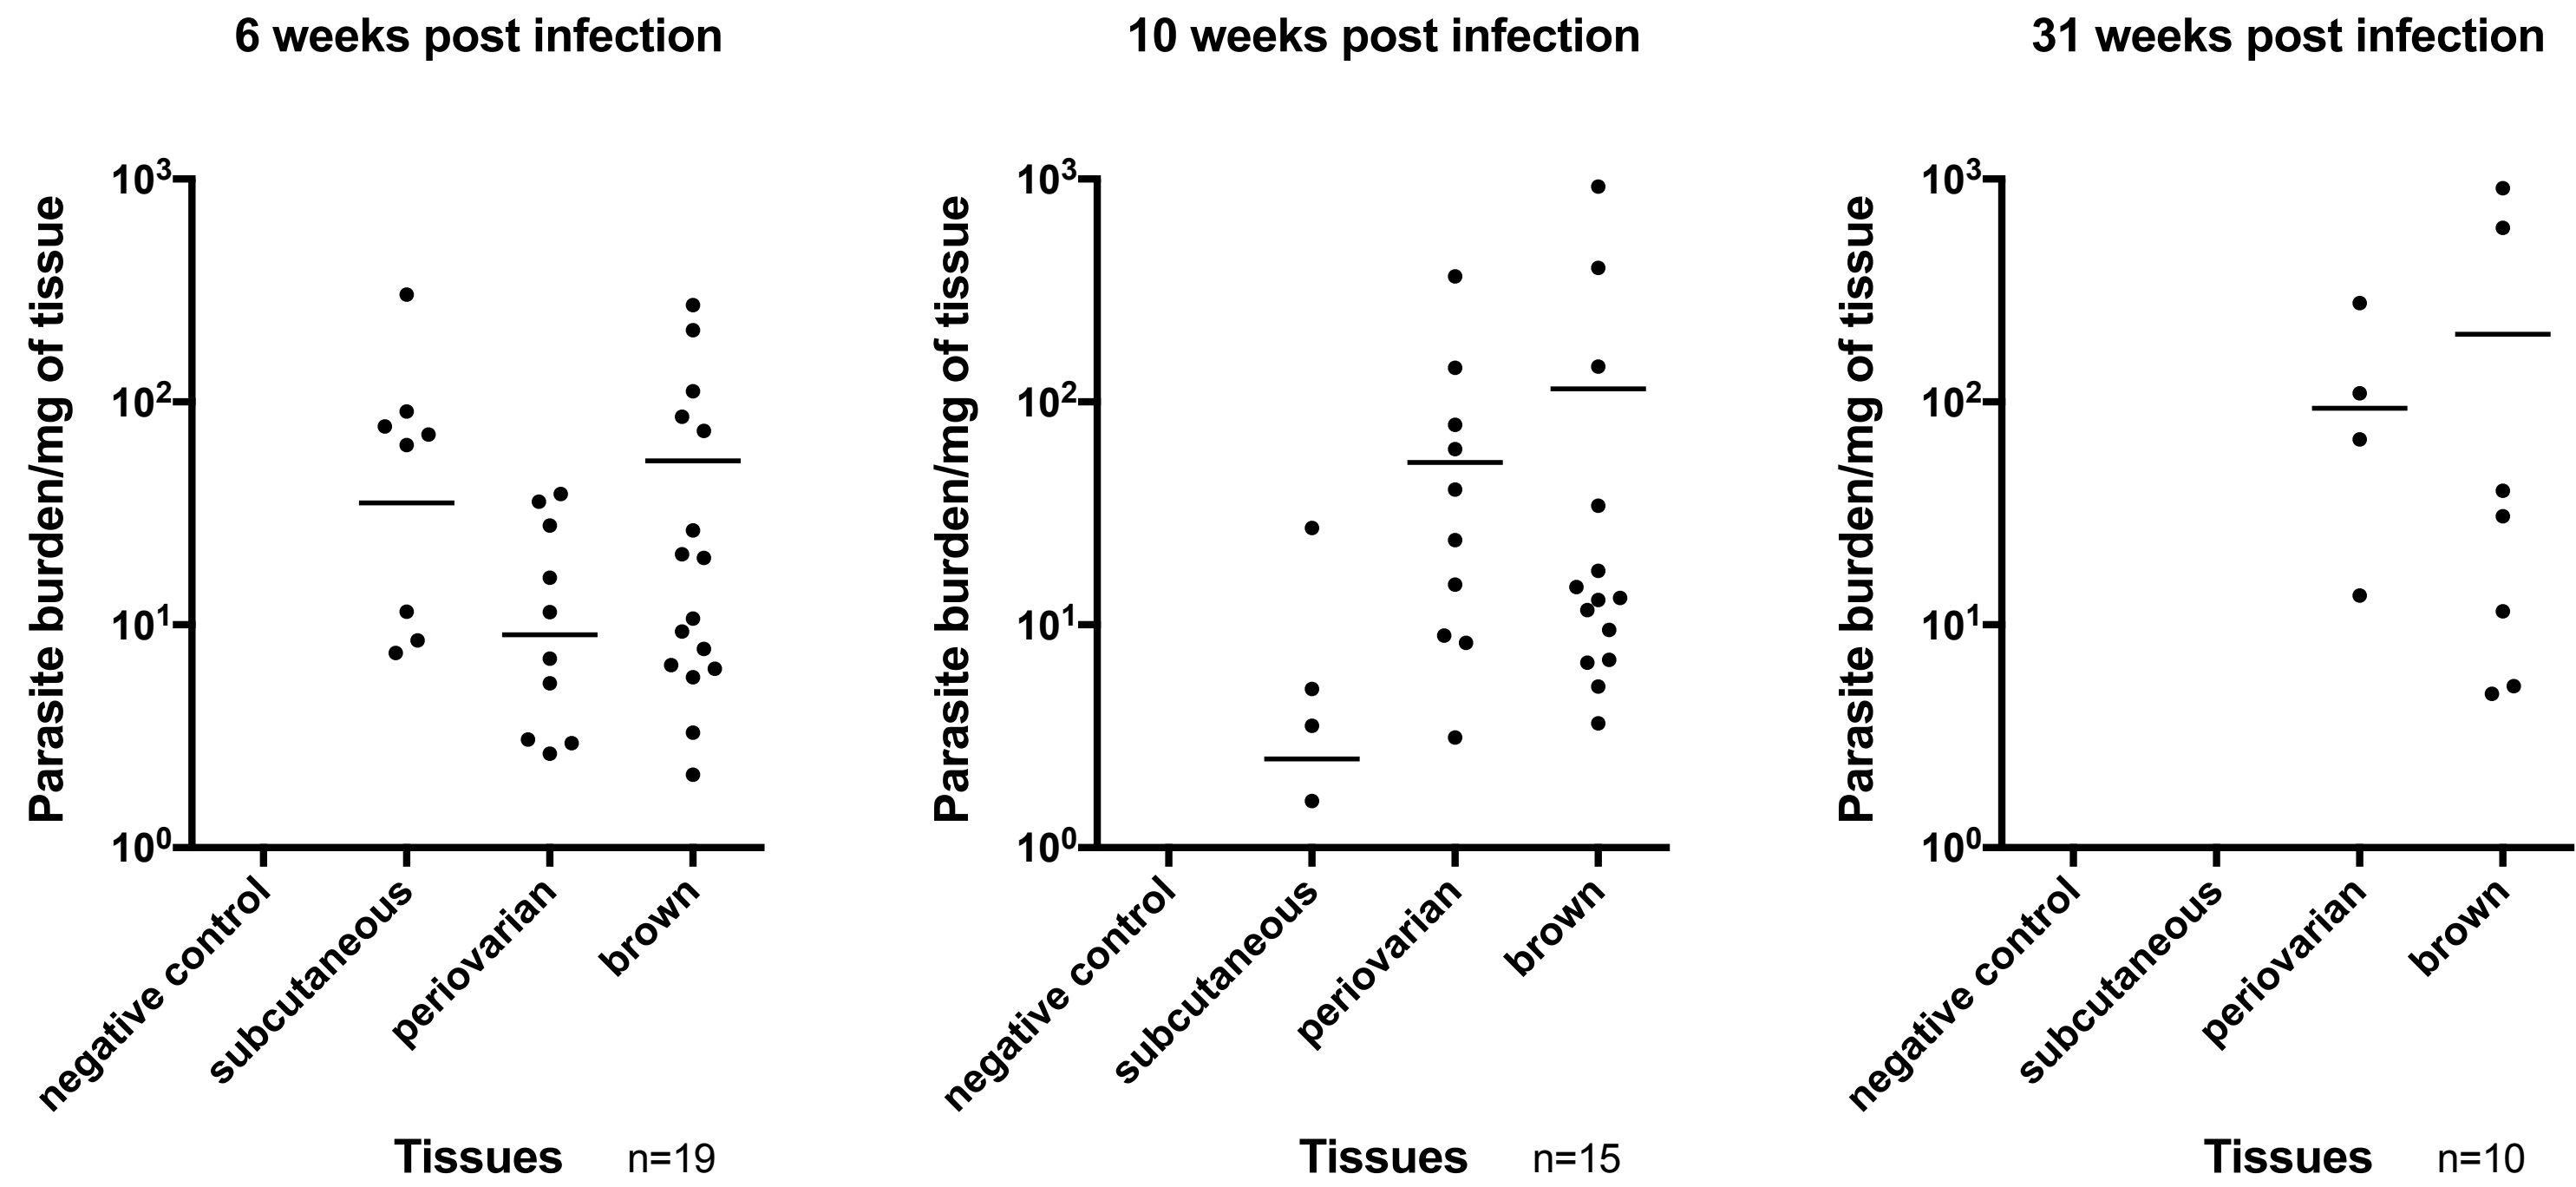 6 weeks post infection
Parasite burden/mg of tissue
10³
10²
10¹
10⁰
negative control
subcutaneous
periovarian
brown
Tissues n=19
10 weeks post infection
Parasite burden/mg of tissue
10³
10²
10¹
10⁰
negative control
subcutaneous
periovarian
brown
Tissues n=15
31 weeks post infection
Parasite burden/mg of tissue
10³
10²
10¹
10⁰
negative control
subcutaneous
periovarian
brown
Tissues n=10